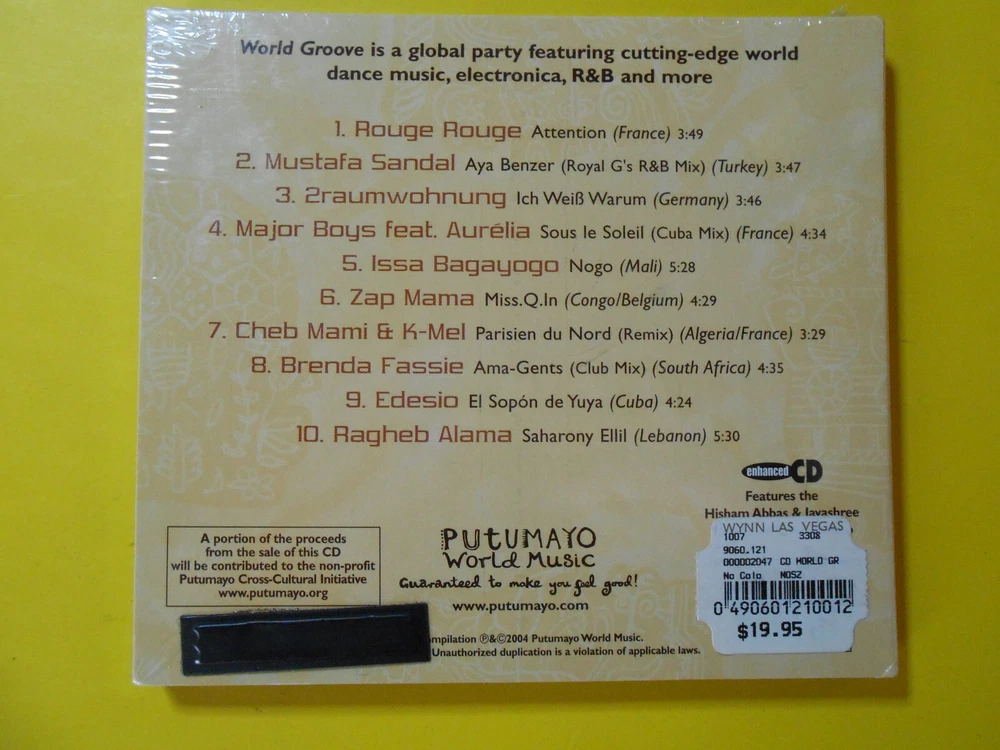 World Groove is a global party featuring cutting-edge world
dance music, electronica, R&B and more
1. Rouge Rouge Attention (France) 3:49
2. Mustafa Sandal Aya Benzer (Royal G's R&B Mix) (Turkey) 3:47
3. 2raumwohnung Ich Weiß Warum (Germany) 3:46
4. Major Boys feat. Aurélia Sous le Soleil (Cuba Mix) (France) 4:34
5. Issa Bagayogo Nogo (Mali) 5:28
6. Zap Mama Miss.Q.In (Congo/Belgium) 4:29
7. Cheb Mami & K-Mel Parisien du Nord (Remix) (Algeria/France) 3:29
8. Brenda Fassie Ama-Gents (Club Mix) (South Africa) 4:35
9. Edesio El Sopón de Yuya (Cuba) 4:24
10. Ragheb Alama Saharony Ellil (Lebanon) 5:30
enhanced CD
Features the
Hisham Abbas & Jayashree
WYNN LAS VEGAS
1007 3308
9060.121
000002047 CD WORLD GR
No Colo NOSZ
0 490601210012
$19.95
A portion of the proceeds
from the sale of this CD
will be contributed to the non-profit
Putumayo Cross-Cultural Initiative
www.putumayo.org
PUTUMAYO
World Music
Guaranteed to make you feel good!
www.putumayo.com
mpilation ℗&©2004 Putumayo World Music.
Unauthorized duplication is a violation of applicable laws.